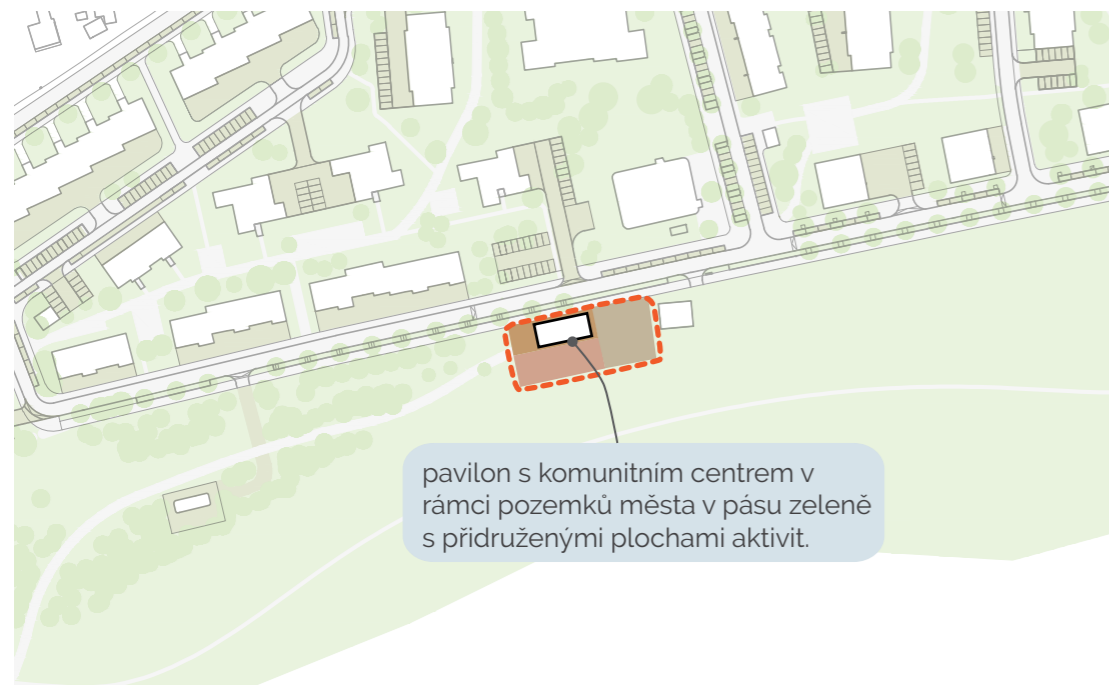 pavilon s komunitním centrem v
rámci pozemků města v pásu zeleně
s přidruženými plochami aktivit.